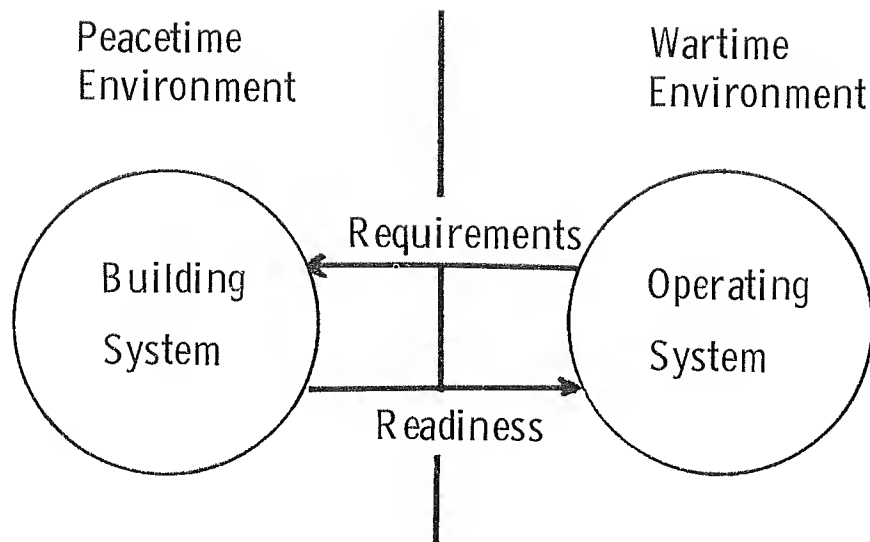 Peacetime
Environment
Wartime
Environment
Requirements
Building
System
Operating
System
Readiness